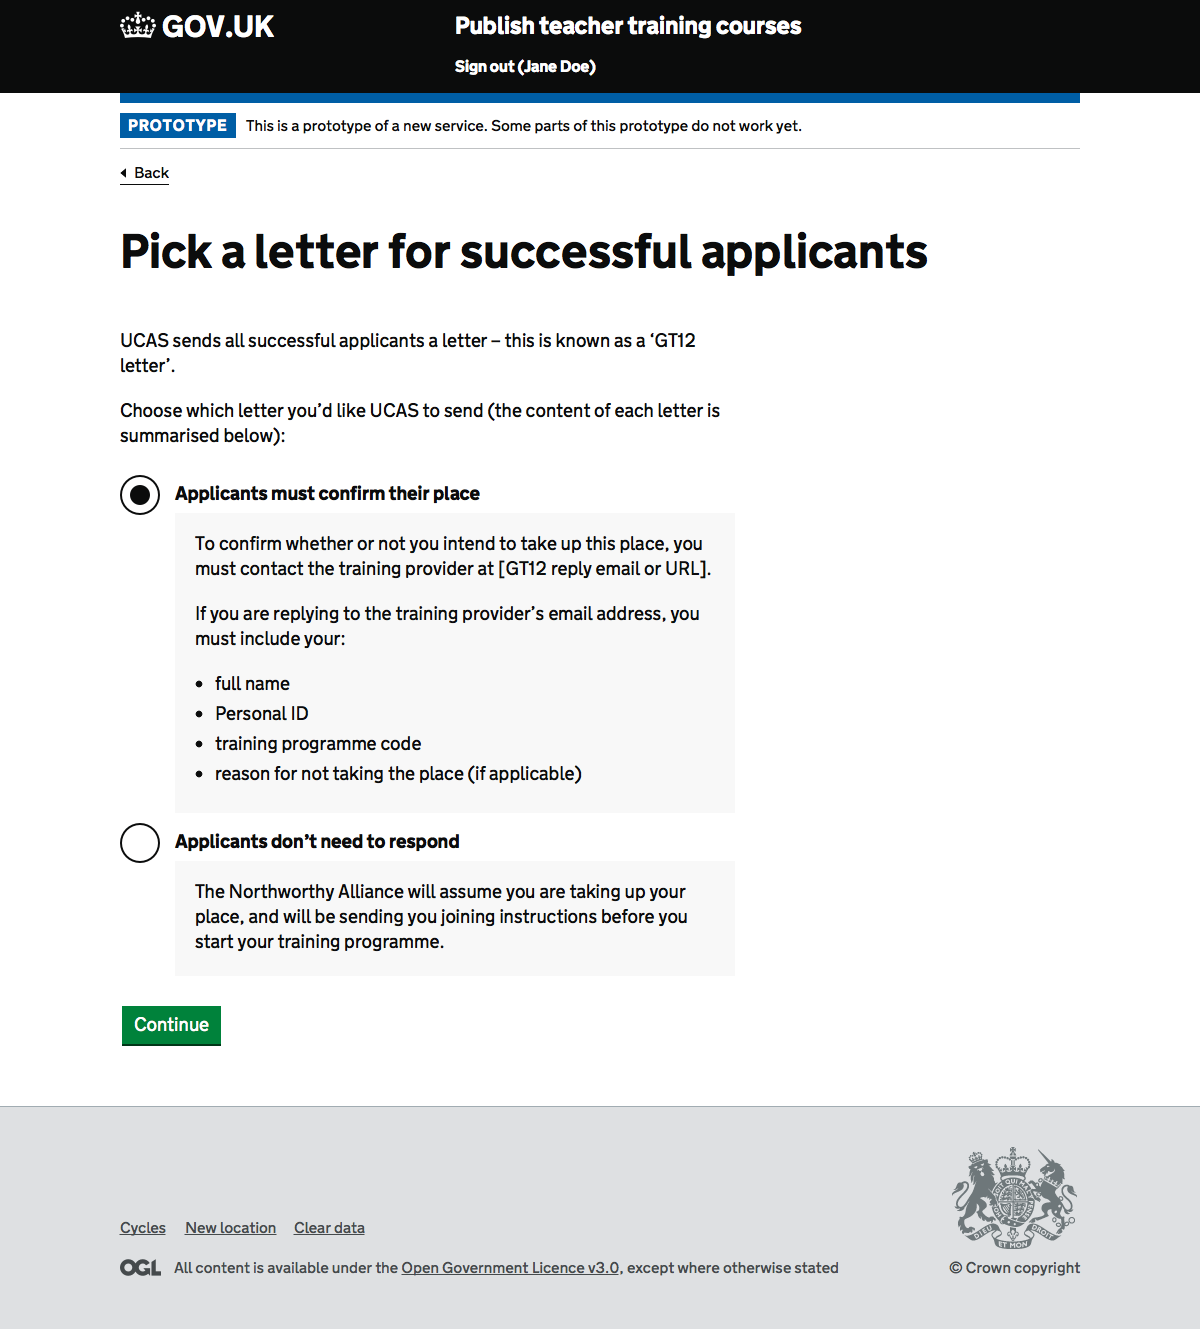 GOV.UK
Publish teacher training courses
Sign out (Jane Doe)
PROTOTYPE This is a prototype of a new service. Some parts of this prototype do not work yet.
Back
Pick a letter for successful applicants
UCAS sends all successful applicants a letter – this is known as a ‘GT12
letter’.
Choose which letter you’d like UCAS to send (the content of each letter is
summarised below):
Applicants must confirm their place
To confirm whether or not you intend to take up this place, you
must contact the training provider at [GT12 reply email or URL].
If you are replying to the training provider’s email address, you
must include your:
• full name
• Personal ID
• training programme code
• reason for not taking the place (if applicable)
Applicants don’t need to respond
The Northworthy Alliance will assume you are taking up your
place, and will be sending you joining instructions before you
start your training programme.
Continue
Cycles New location Clear data
OGL All content is available under the Open Government Licence v3.0, except where otherwise stated
DIEU ET MON DROIT
© Crown copyright